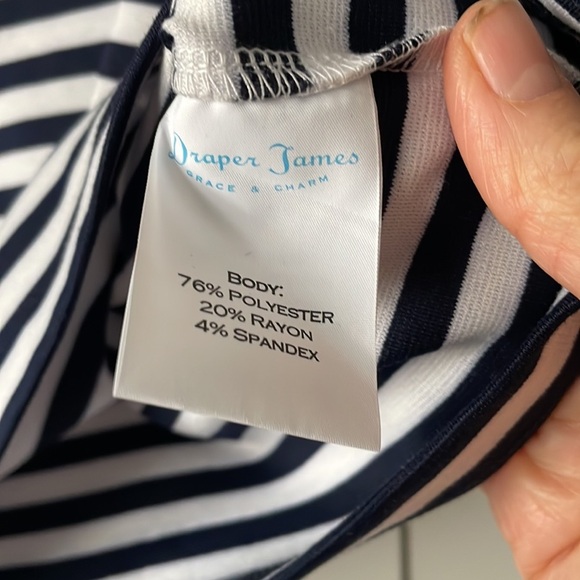 Draper James
GRACE & CHARM
BODY:
76% POLYESTER
20% RAYON
4% SPANDEX